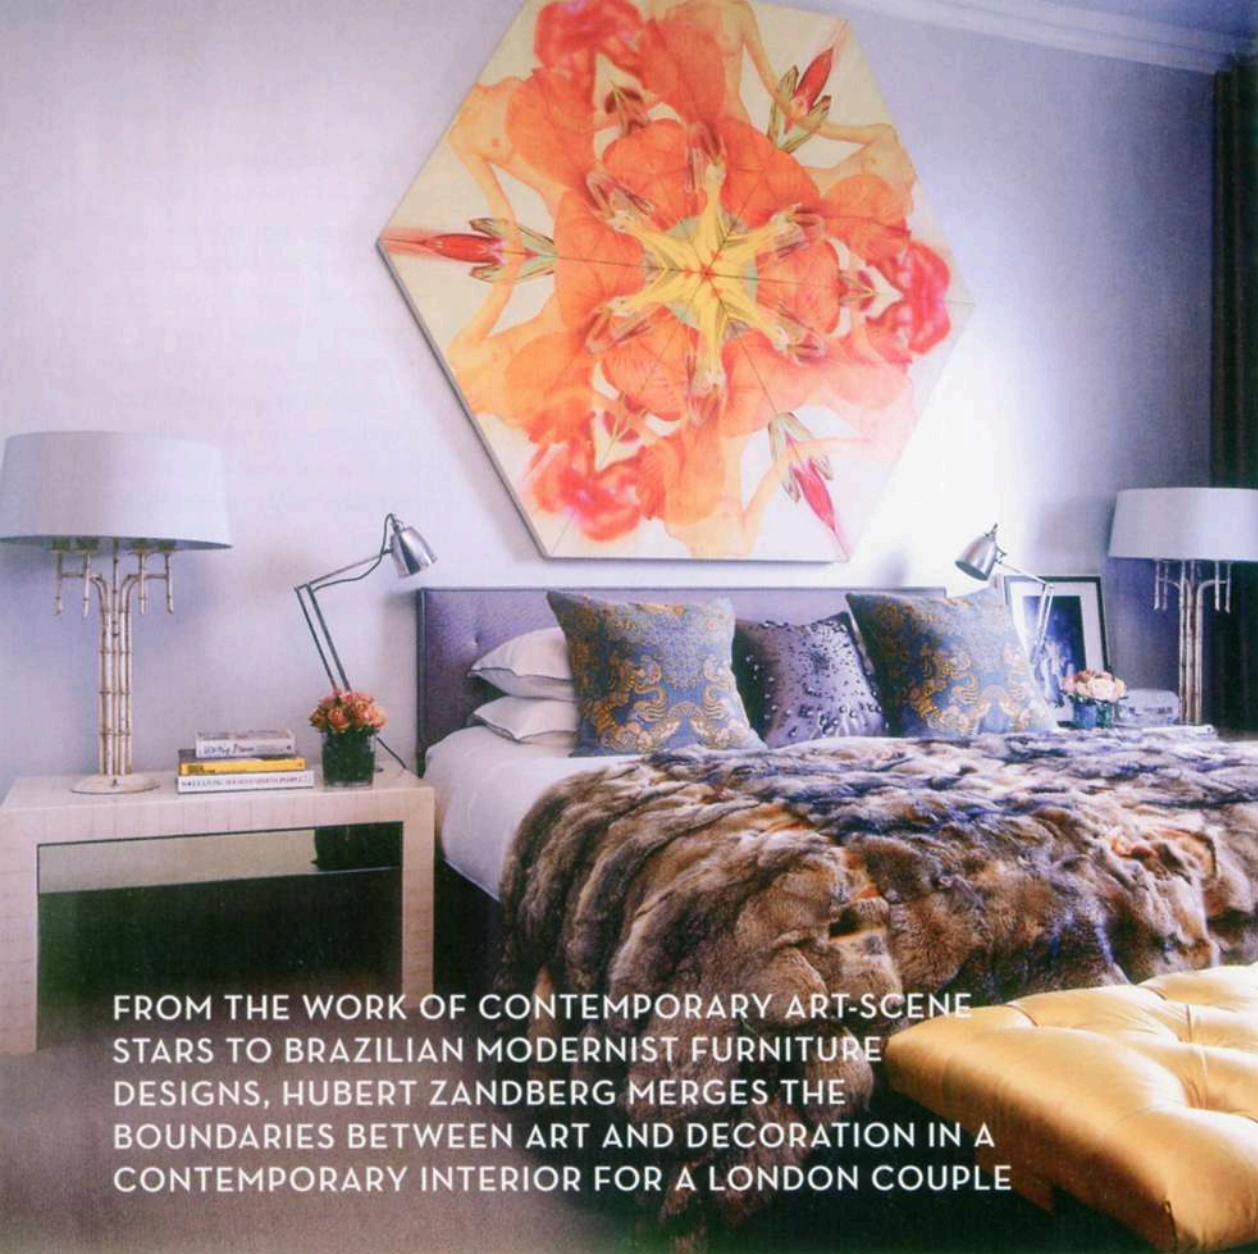 FROM THE WORK OF CONTEMPORARY ART-SCENE
STARS TO BRAZILIAN MODERNIST FURNITURE
DESIGNS, HUBERT ZANDBERG MERGES THE
BOUNDARIES BETWEEN ART AND DECORATION IN A
CONTEMPORARY INTERIOR FOR A LONDON COUPLE